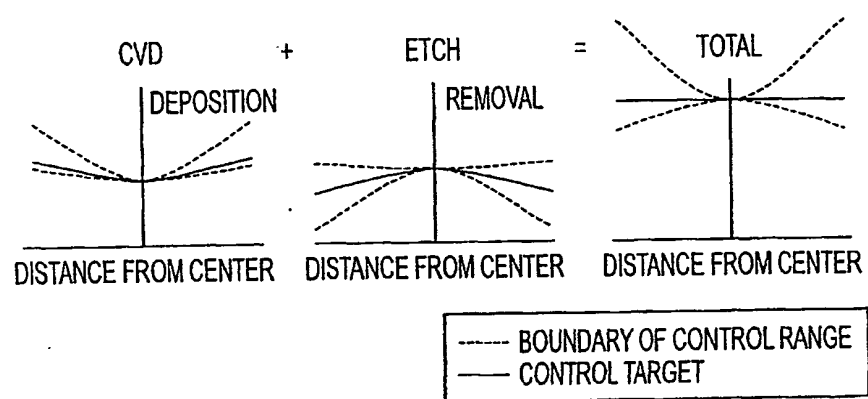 CVD + ETCH = TOTAL
DEPOSITION
REMOVAL
DISTANCE FROM CENTER
DISTANCE FROM CENTER
DISTANCE FROM CENTER
BOUNDARY OF CONTROL RANGE
CONTROL TARGET